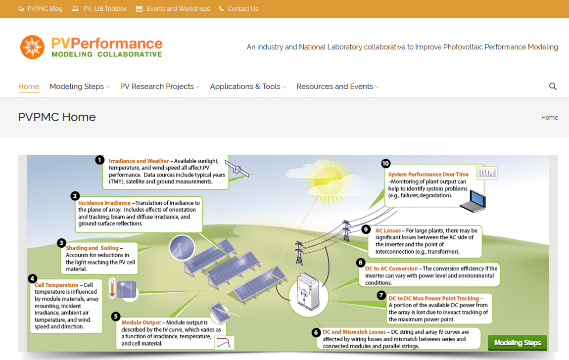 PVPMC Blog PV_LIB Toolbox Events and Workshops Contact Us
PVPerformance
MODELING COLLABORATIVE
An Industry and National Laboratory collaborative to Improve Photovoltaic Performance Modeling
Home Modeling Steps PV Research Projects Applications & Tools Resources and Events
PVPMC Home
Home
1 Irradiance and Weather – Available sunlight,
temperature, and wind speed all affect PV
performance. Data sources include typical years
(TMY), satellite and ground measurements.
2 Incidence Irradiance – Translation of irradiance to
the plane of array. Includes effects of orientation
and tracking, beam and diffuse irradiance, and
ground surface reflections.
3 Shading and Soiling –
Accounts for reductions in
the light reaching the PV cell
material.
4 Cell Temperature – Cell
temperature is influenced
by module materials, array
mounting, incident
irradiance, ambient air
temperature, and wind
speed and direction.
5 Module Output – Module output is
described by the IV curve, which varies as
a function of irradiance, temperature,
and cell material.
6 DC and Mismatch Losses – DC string and array IV curves are
affected by wiring losses and mismatch between series and
connected modules and parallel strings.
7 DC to DC Max Power Point Tracking –
A portion of the available DC power from
the array is lost due to inexact tracking of
the maximum power point.
8 DC to AC Conversion – The conversion efficiency if the
inverter can vary with power level and environmental
conditions.
9 AC Losses – For large plants, there may be
significant losses between the AC side of
the inverter and the point of
interconnection (e.g., transformer).
10 System Performance Over Time
–Monitoring of plant output can
help to identify system problems
(e.g., failures,degradation).
Modeling Steps